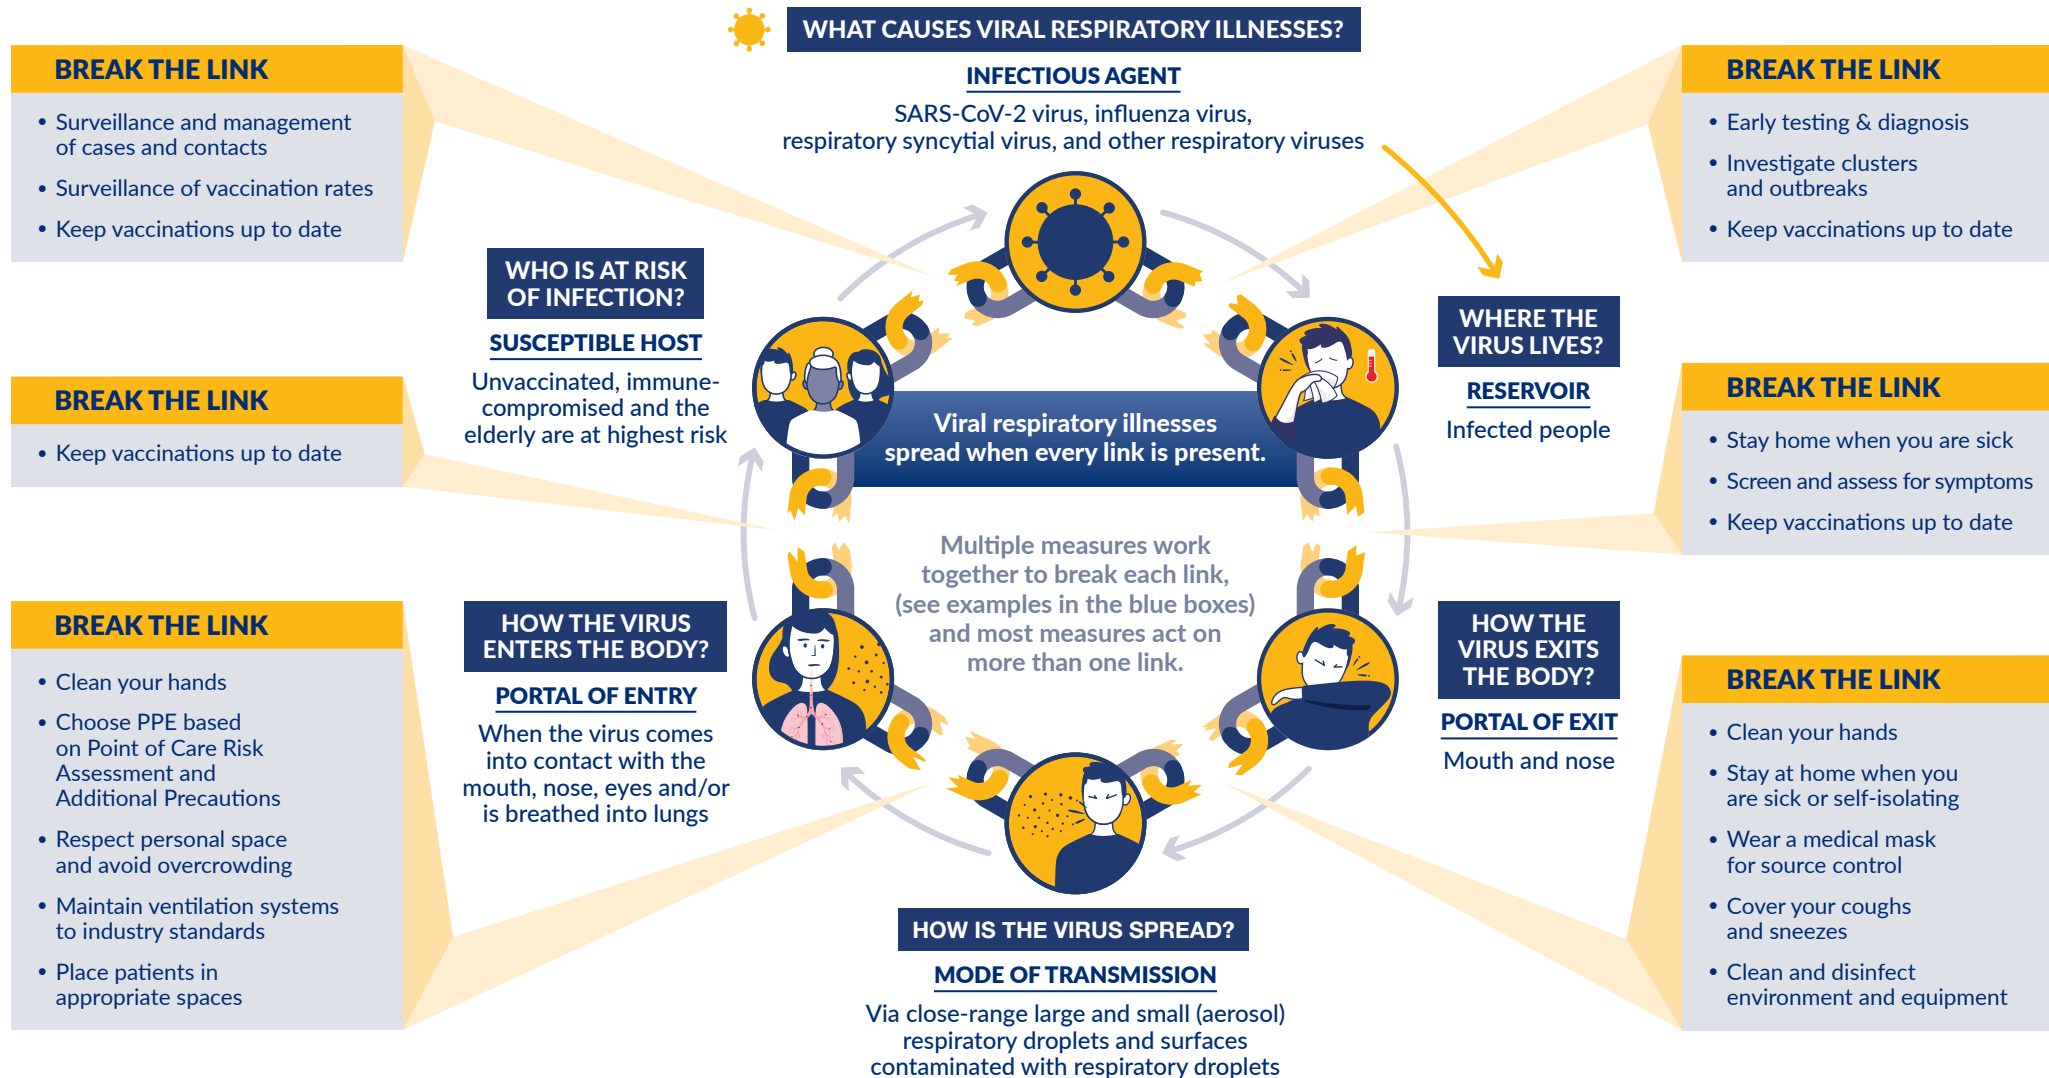 WHAT CAUSES VIRAL RESPIRATORY ILLNESSES?
INFECTIOUS AGENT
SARS-CoV-2 virus, influenza virus,
respiratory syncytial virus, and other respiratory viruses
BREAK THE LINK
• Early testing & diagnosis
• Investigate clusters
and outbreaks
• Keep vaccinations up to date
WHERE THE
VIRUS LIVES?
RESERVOIR
Infected people
BREAK THE LINK
• Stay home when you are sick
• Screen and assess for symptoms
• Keep vaccinations up to date
HOW THE
VIRUS EXITS
THE BODY?
PORTAL OF EXIT
Mouth and nose
BREAK THE LINK
• Clean your hands
• Stay at home when you
are sick or self-isolating
• Wear a medical mask
for source control
• Cover your coughs
and sneezes
• Clean and disinfect
environment and equipment
HOW IS THE VIRUS SPREAD?
MODE OF TRANSMISSION
Via close-range large and small (aerosol)
respiratory droplets and surfaces
contaminated with respiratory droplets
BREAK THE LINK
• Clean your hands
• Choose PPE based
on Point of Care Risk
Assessment and
Additional Precautions
• Respect personal space
and avoid overcrowding
• Maintain ventilation systems
to industry standards
• Place patients in
appropriate spaces
HOW THE VIRUS
ENTERS THE BODY?
PORTAL OF ENTRY
When the virus comes
into contact with the
mouth, nose, eyes and/or
is breathed into lungs
BREAK THE LINK
• Keep vaccinations up to date
WHO IS AT RISK
OF INFECTION?
SUSCEPTIBLE HOST
Unvaccinated, immune-
compromised and the
elderly are at highest risk
BREAK THE LINK
• Surveillance and management
of cases and contacts
• Surveillance of vaccination rates
• Keep vaccinations up to date
Viral respiratory illnesses
spread when every link is present.
Multiple measures work
together to break each link,
(see examples in the blue boxes)
and most measures act on
more than one link.